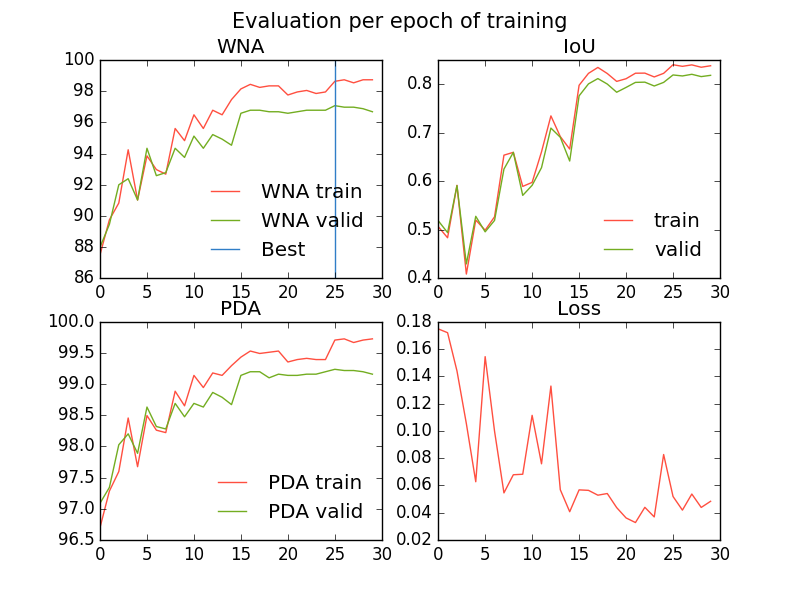 Evaluation per epoch of training
WNA
100
98
96
94
92
90
88
86
WNA train
WNA valid
Best
0 5 10 15 20 25 30
IoU
0.8
0.7
0.6
0.5
0.4
train
valid
0 5 10 15 20 25 30
PDA
100.0
99.5
99.0
98.5
98.0
97.5
97.0
96.5
PDA train
PDA valid
0 5 10 15 20 25 30
Loss
0.18
0.16
0.14
0.12
0.10
0.08
0.06
0.04
0.02
0 5 10 15 20 25 30